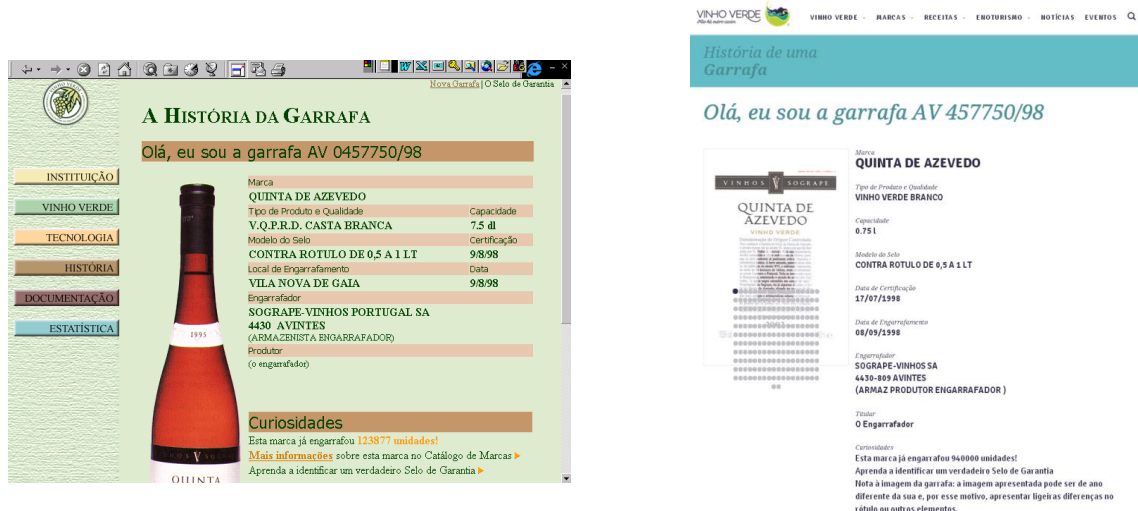 Nova Garrafa | O Selo de Garantia
VINHO VERDE
A HISTÓRIA DA GARRAFA
Olá, eu sou a garrafa AV 0457750/98
INSTITUIÇÃO
VINHO VERDE
TECNOLOGIA
HISTÓRIA
DOCUMENTAÇÃO
ESTATÍSTICA
1995
VINHOS V SOGRAPE
QUINTA
Marca
QUINTA DE AZEVEDO
Tipo de Produto e Qualidade Capacidade
V.Q.P.R.D. CASTA BRANCA 7.5 dl
Modelo do Selo Certificação
CONTRA ROTULO DE 0,5 A 1 LT 9/8/98
Local de Engarrafamento Data
VILA NOVA DE GAIA 9/8/98
Engarrafador
SOGRAPE-VINHOS PORTUGAL SA
4430 AVINTES
(ARMAZENISTA ENGARRAFADOR)
Produtor
(o engarrafador)
Curiosidades
Esta marca já engarrafou 123877 unidades!
Mais informações sobre esta marca no Catálogo de Marcas
Aprenda a identificar um verdadeiro Selo de Garantia
VINHO VERDE
VINHO VERDE MARCAS RECEITAS ENOTURISMO NOTÍCIAS EVENTOS
História de uma
Garrafa
Olá, eu sou a garrafa AV 457750/98
VINHOS V SOGRAPE
QUINTA DE
AZEVEDO
VINHO VERDE
Marca
QUINTA DE AZEVEDO
Tipo de Produto e Qualidade
VINHO VERDE BRANCO
Capacidade
0.75 l
Modelo do Selo
CONTRA ROTULO DE 0,5 A 1 LT
Data de Certificação
17/07/1998
Data de Engarrafamento
08/09/1998
Engarrafador
SOGRAPE-VINHOS SA
4430-809 AVINTES
(ARMAZ PRODUTOR ENGARRAFADOR )
Titular
O Engarrafador
Curiosidades
Esta marca já engarrafou 940000 unidades!
Aprenda a identificar um verdadeiro Selo de Garantia
Nota à imagem da garrafa: a imagem apresentada pode ser de ano
diferente da sua e, por esse motivo, apresentar ligeiras diferenças no
rótulo ou outros elementos.